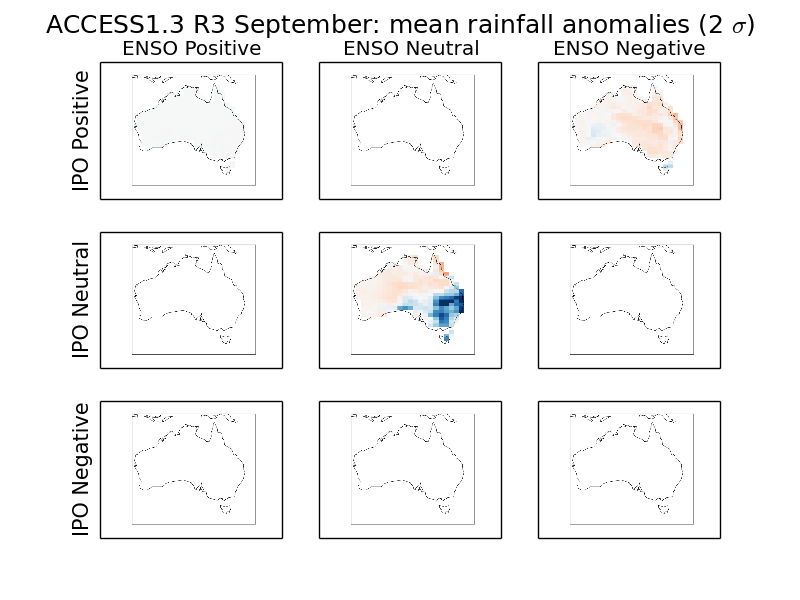 ACCESS1.3 R3 September: mean rainfall anomalies (2 σ)
ENSO Positive ENSO Neutral ENSO Negative
IPO Positive
IPO Neutral
IPO Negative